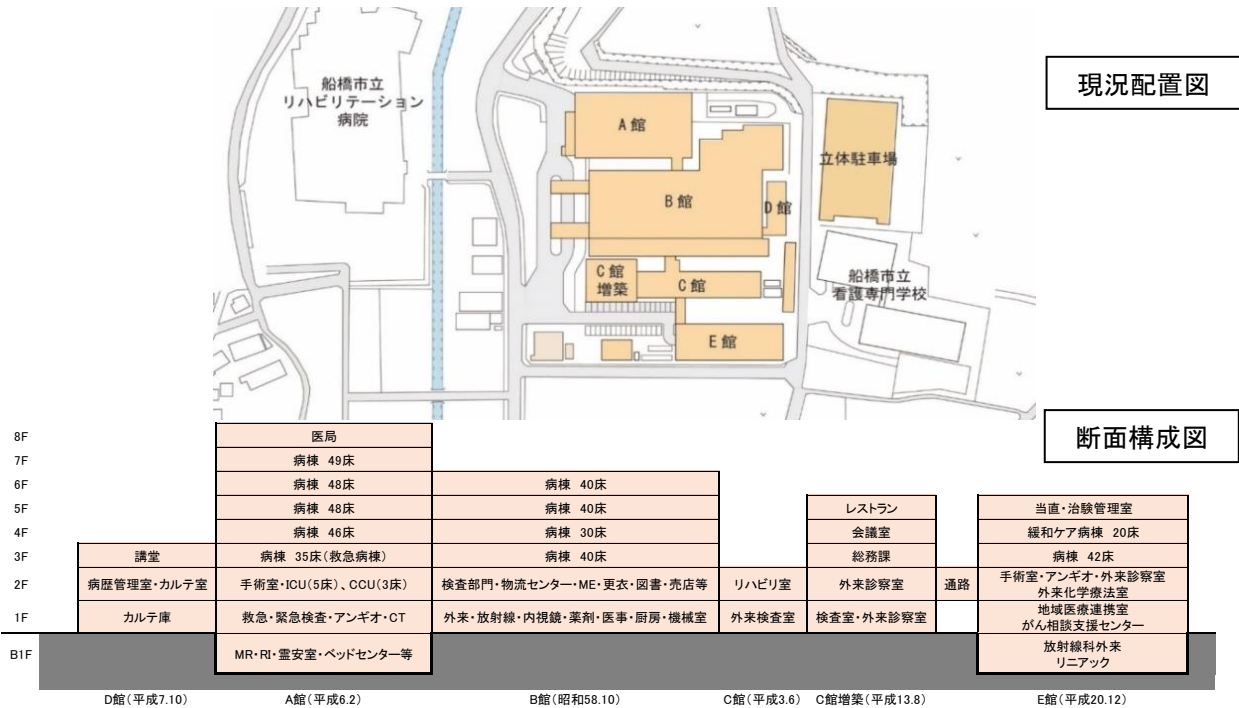 現況配置図
船橋市立
リハビリテーション
病院
A館
B館
C館
増築
C館
D館
E館
立体駐車場
船橋市立
看護専門学校
断面構成図
8F 医局
7F 病棟 49床
6F 病棟 48床 病棟 40床
5F 病棟 48床 病棟 40床 レストラン 当直・治験管理室
4F 病棟 46床 病棟 30床 会議室 緩和ケア病棟 20床
3F 講堂 病棟 35床(救急病棟) 病棟 40床 総務課 病棟 42床
2F 病歴管理室・カルテ室 手術室・ICU(5床)、CCU(3床) 検査部門・物流センター・ME・更衣・図書・売店等 リハビリ室 外来診察室 通路 手術室・アンギオ・外来診察室
外来化学療法室
1F カルテ庫 救急・緊急検査・アンギオ・CT 外来・放射線・内視鏡・薬剤・医事・厨房・機械室 外来検査室 検査室・外来診察室 地域医療連携室
がん相談支援センター
B1F MR・RI・霊安室・ベッドセンター等 放射線科外来
リニアック
D館(平成7.10) A館(平成6.2) B館(昭和58.10) C館(平成3.6) C館増築(平成13.8) E館(平成20.12)